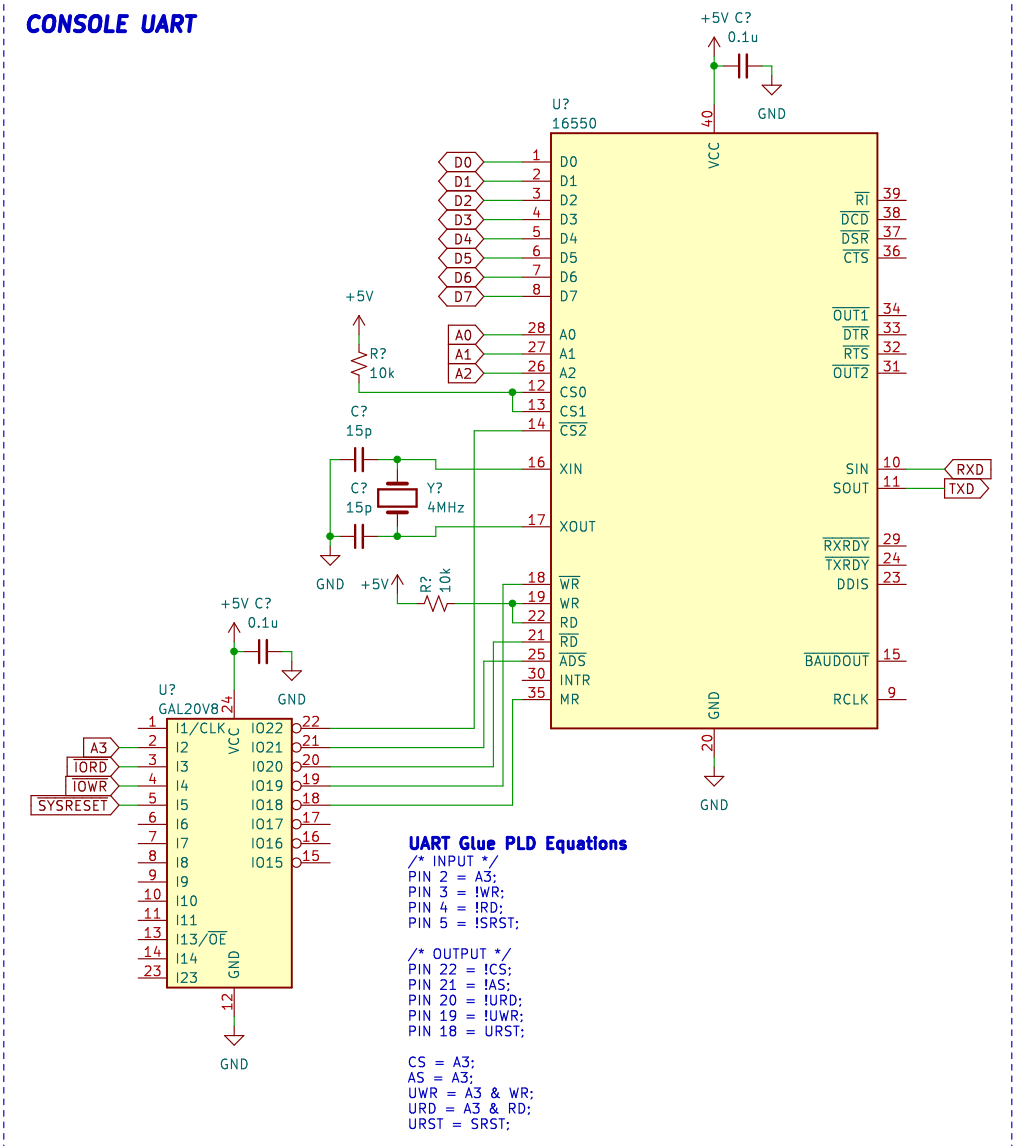 CONSOLE UART
+5V C?
0.1u
GND
U?
16550
40
VCC
D0 1 D0
D1 2 D1
D2 3 D2
D3 4 D3
D4 5 D4
D5 6 D5
D6 7 D6
D7 8 D7
RI 39
DCD 38
DSR 37
CTS 36
OUT1 34
DTR 33
RTS 32
OUT2 31
+5V
R?
10k
A0 28 A0
A1 27 A1
A2 26 A2
12 CS0
13 CS1
14 CS2
C?
15p
16 XIN
C?
15p
Y?
4MHz
17 XOUT
GND
SIN 10 RXD
SOUT 11 TXD
RXRDY 29
TXRDY 24
DDIS 23
BAUDOUT 15
RCLK 9
+5V
R?
10k
18 WR
19 WR
22 RD
21 RD
25 ADS
30 INTR
35 MR
GND
20
GND
+5V C?
0.1u
GND
U?
GAL20V8
24
VCC
1 I1/CLK
A3 2 I2
IORD 3 I3
IOWR 4 I4
SYSRESET 5 I5
6 I6
7 I7
8 I8
9 I9
10 I10
11 I11
13 I13/OE
14 I14
23 I23
IO22 22
IO21 21
IO20 20
IO19 19
IO18 18
IO17 17
IO16 16
IO15 15
GND
12
GND
UART Glue PLD Equations
/* INPUT */
PIN 2 = A3;
PIN 3 = !WR;
PIN 4 = !RD;
PIN 5 = !SRST;
/* OUTPUT */
PIN 22 = !CS;
PIN 21 = !AS;
PIN 20 = !URD;
PIN 19 = !UWR;
PIN 18 = URST;
CS = A3;
AS = A3;
UWR = A3 & WR;
URD = A3 & RD;
URST = SRST;